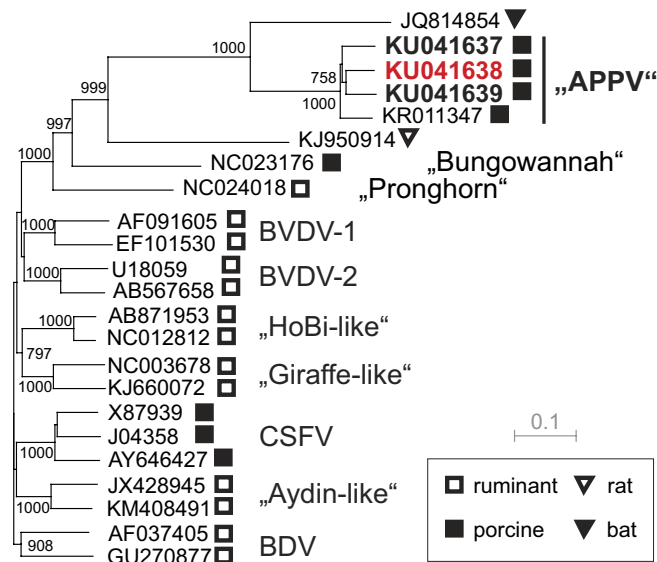 JQ814854
1000
KU041637
758
KU041638
„APPV“
KU041639
1000
KR011347
999
KJ950914
997
NC023176
„Bungowannah“
1000
NC024018
„Pronghorn“
1000
AF091605
BVDV-1
EF101530
1000
U18059
BVDV-2
AB567658
1000
AB871953
„HoBi-like“
NC012812
797
NC003678
„Giraffe-like“
1000
KJ660072
X87939
CSFV
J04358
1000
AY646427
0.1
JX428945
„Aydin-like“
1000
KM408491
AF037405
BDV
908
GU270877
ruminant
rat
porcine
bat